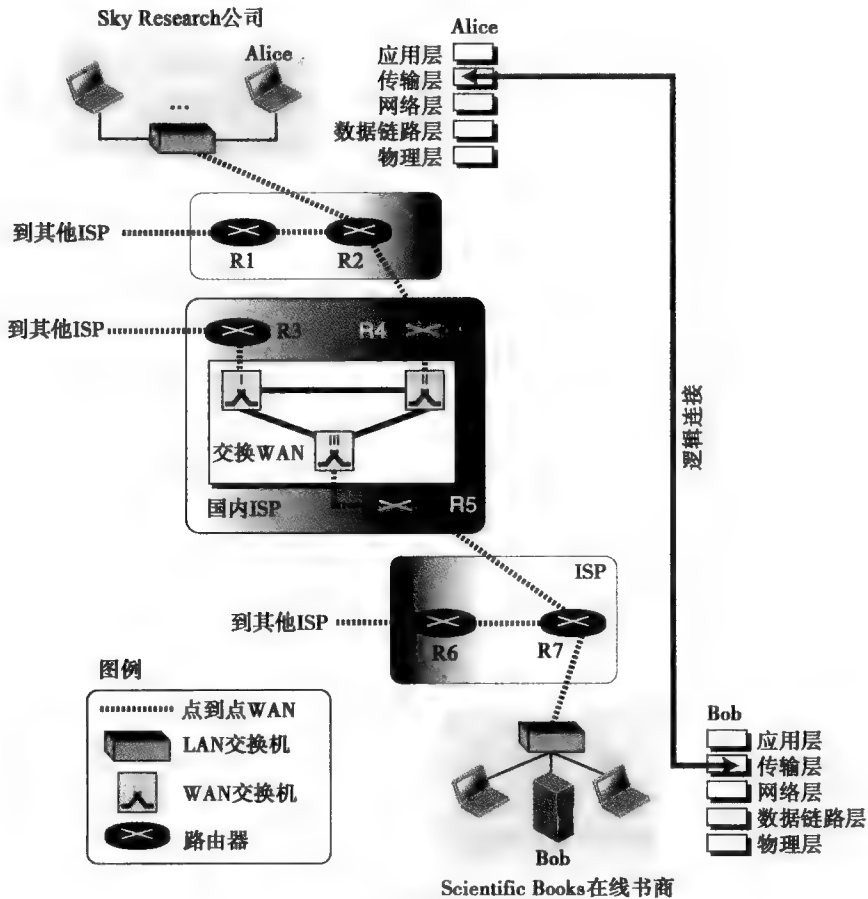 Sky Research公司
Alice
...
Alice
应用层
传输层
网络层
数据链路层
物理层
到其他ISP
R1
R2
到其他ISP
R3
R4
I
II
III
交换WAN
国内ISP
R5
逻辑连接
ISP
到其他ISP
R6
R7
图例
点到点WAN
LAN交换机
WAN交换机
路由器
Bob
Scientific Books在线书商
Bob
应用层
传输层
网络层
数据链路层
物理层